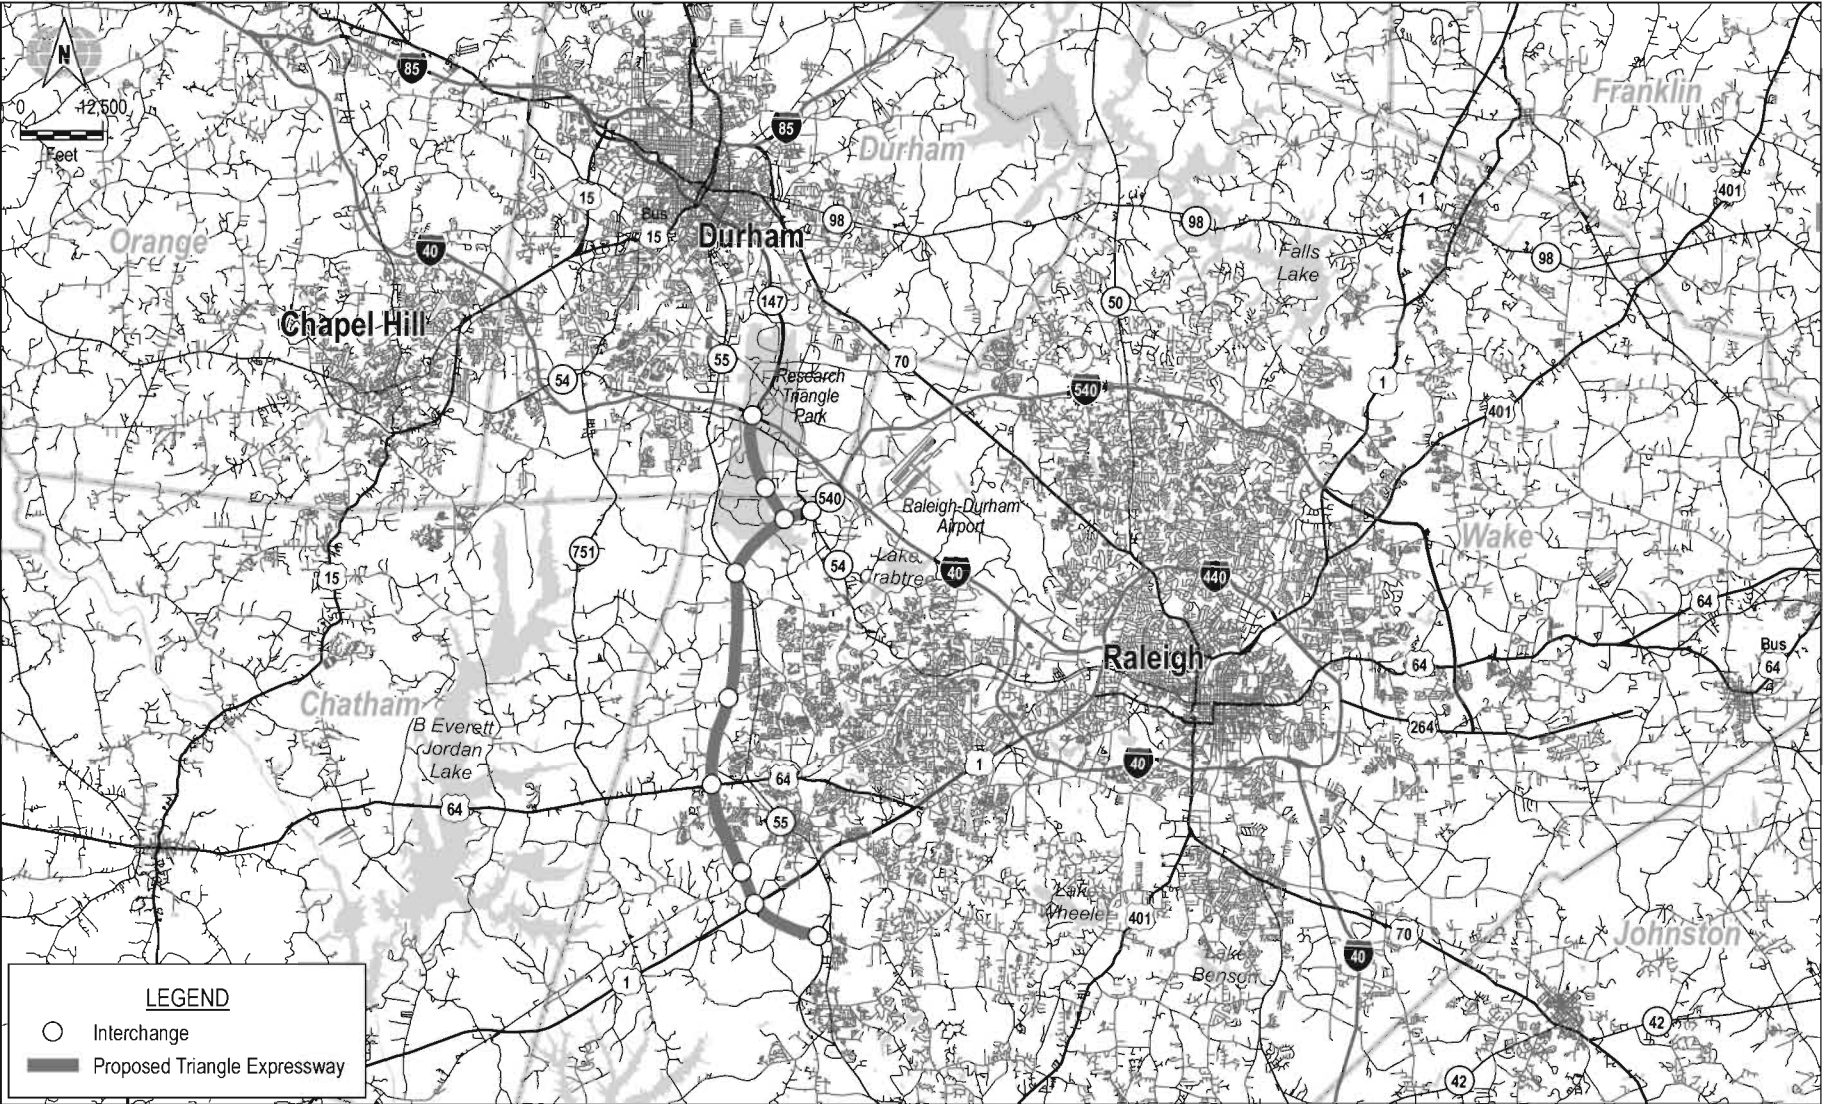 N
0 12,500
Feet
85
85
Durham
Franklin
401
15
Bus
15
Durham
98
98
1
Orange
40
Falls
Lake
98
Chapel Hill
147
50
55
70
54
Research
Triangle
Park
540
1
401
540
Raleigh-Durham
Airport
Wake
751
54
Lake
Crabtre
40
440
15
64
Raleigh
64
Bus
64
Chatham
B Everett
Jordan
Lake
264
64
1
40
64
55
Lake
Wheeler
401
70
Johnston
Lake
Benson
40
1
42
42
LEGEND
Interchange
Proposed Triangle Expressway